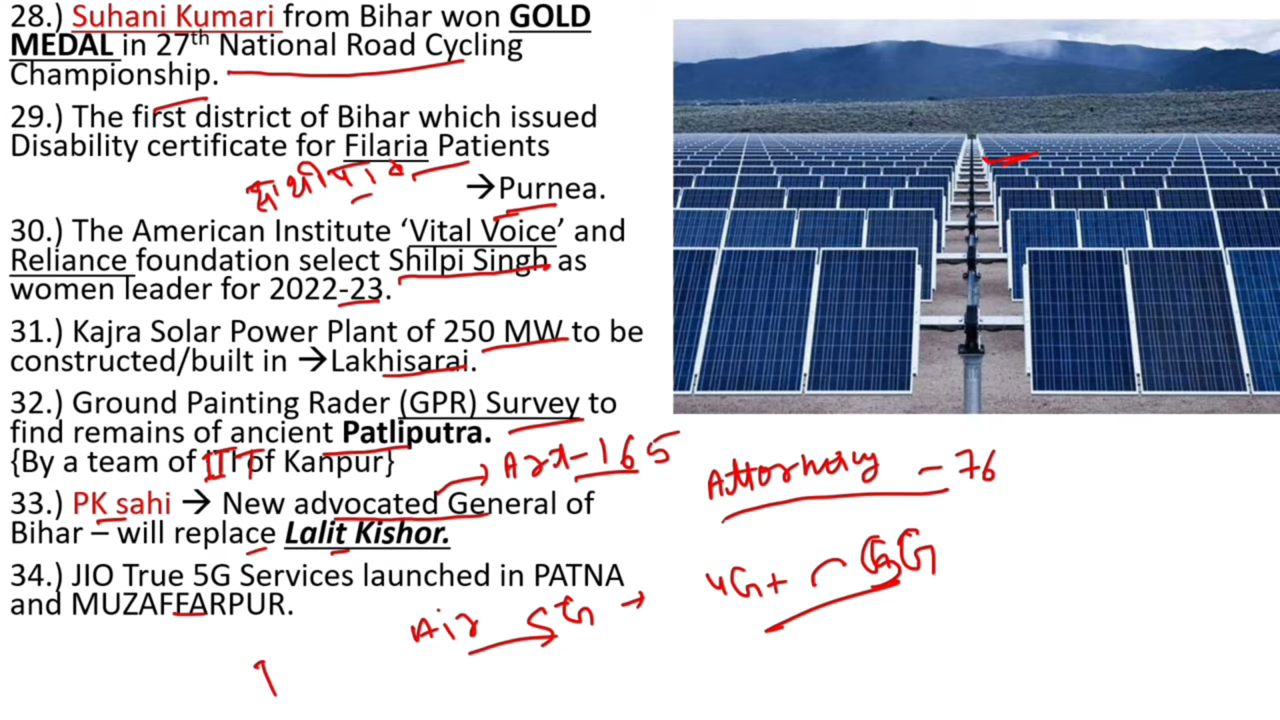 28.) Suhani Kumari from Bihar won GOLD
MEDAL in 27th National Road Cycling
Championship.
29.) The first district of Bihar which issued
Disability certificate for Filaria Patients
→Purnea.
30.) The American Institute ‘Vital Voice’ and
Reliance foundation select Shilpi Singh as
women leader for 2022-23.
31.) Kajra Solar Power Plant of 250 MW to be
constructed/built in →Lakhisarai.
32.) Ground Painting Rader (GPR) Survey to
find remains of ancient Patliputra.
{By a team of IIT of Kanpur}
→ Art-165
33.) PK sahi → New advocated General of
Bihar – will replace Lalit Kishor.
Attorney - 76
34.) JIO True 5G Services launched in PATNA
and MUZAFFARPUR.
Air 5G →
4G+